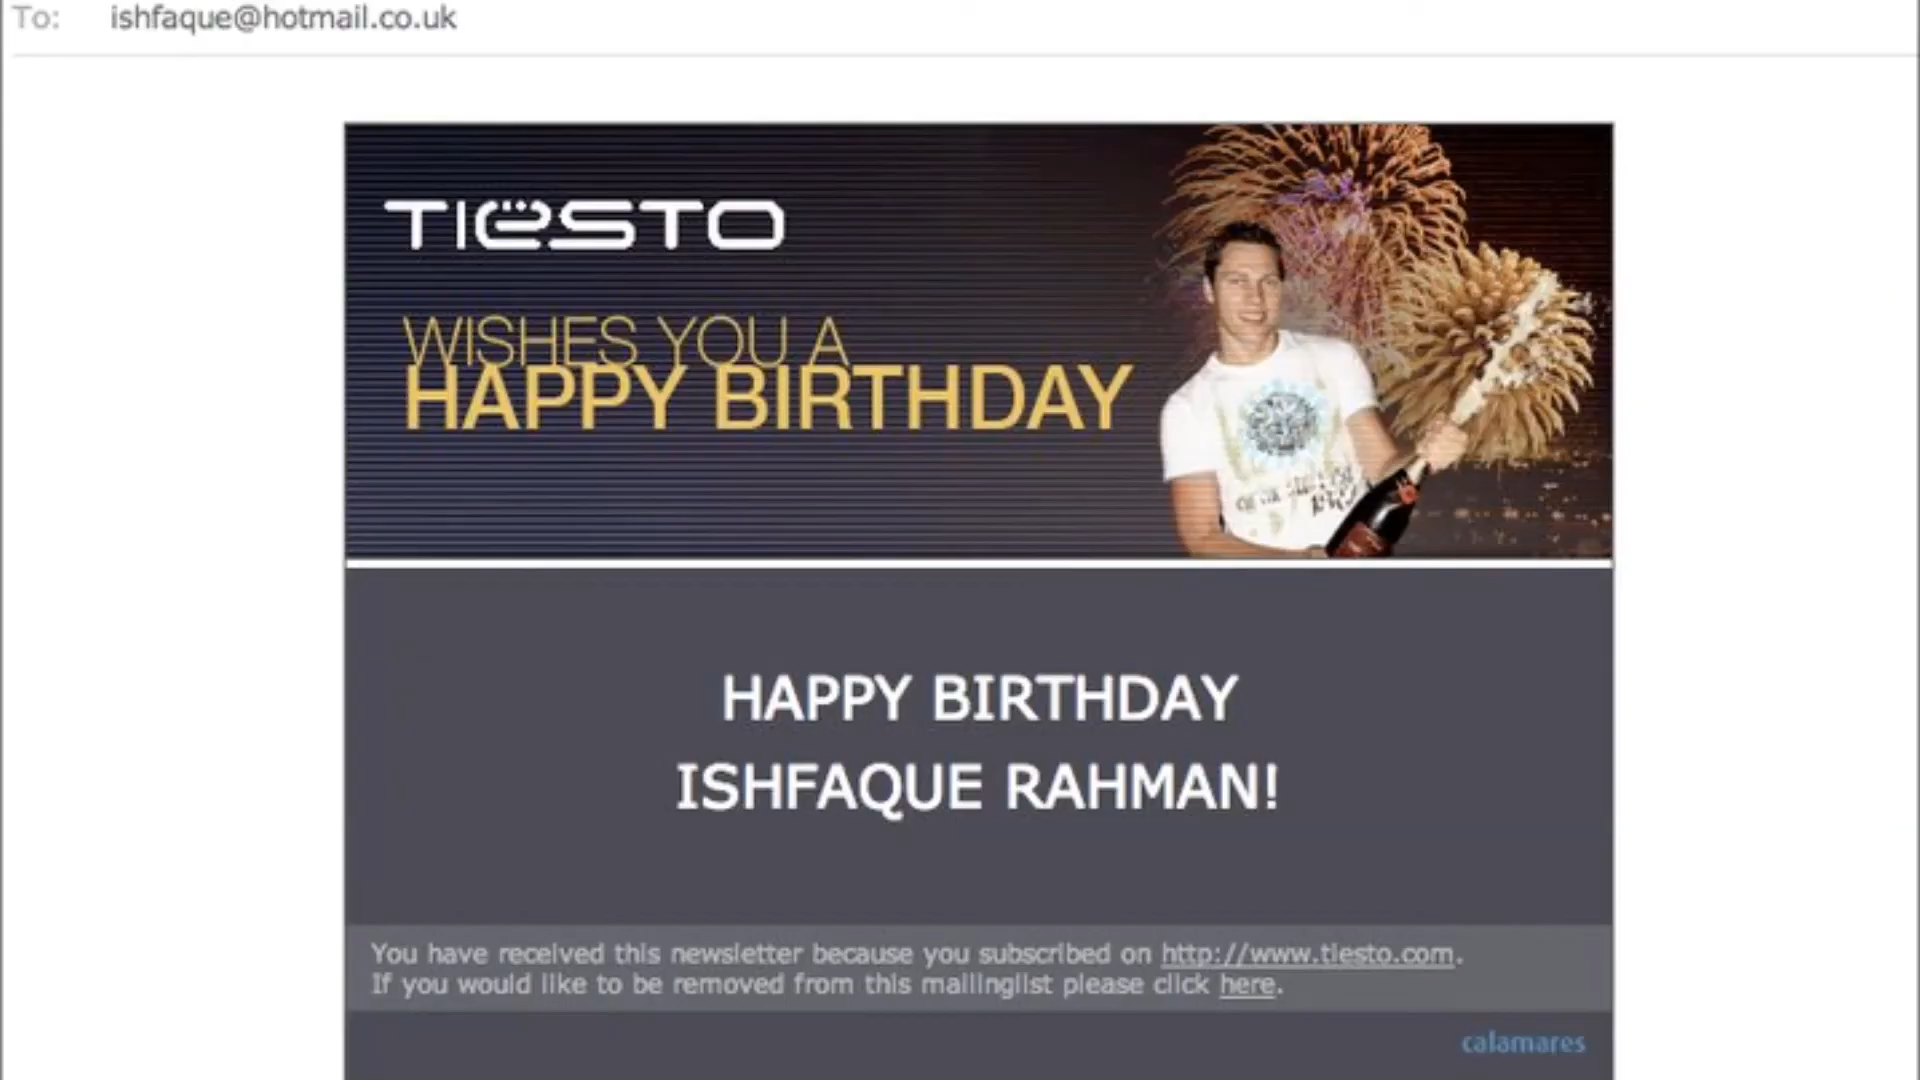 To: ishfaque@hotmail.co.uk
TIËSTO
WISHES YOU A
HAPPY BIRTHDAY
HAPPY BIRTHDAY
ISHFAQUE RAHMAN!
You have received this newsletter because you subscribed on http://www.tiesto.com.
If you would like to be removed from this mailinglist please click here.
calamares